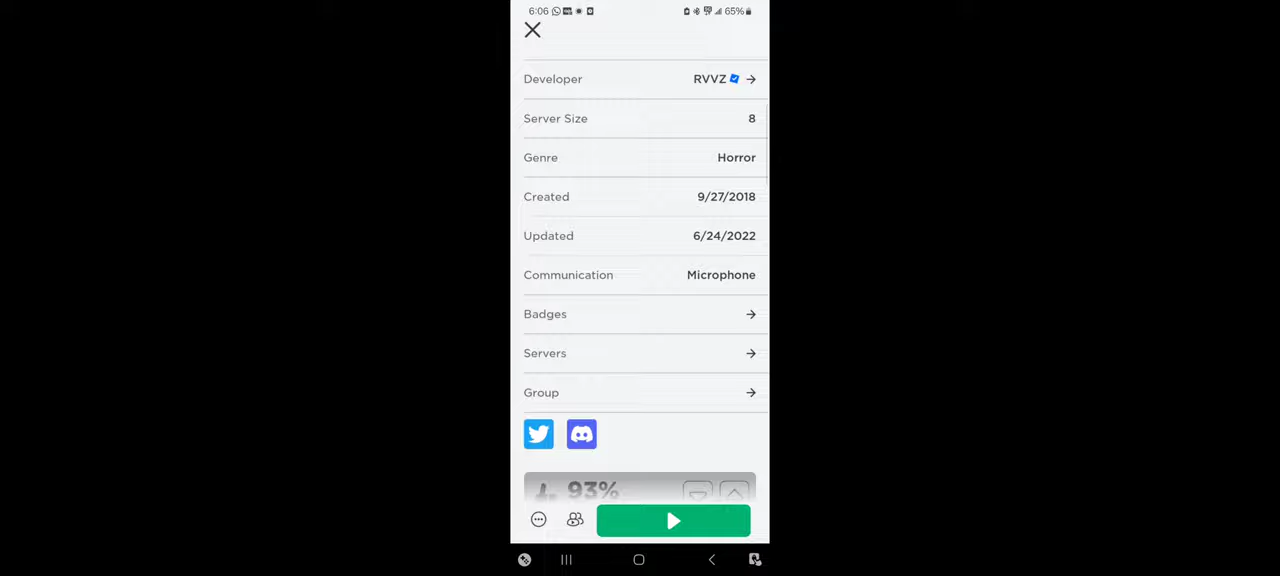 6:06
65%
Developer RVVZ
Server Size 8
Genre Horror
Created 9/27/2018
Updated 6/24/2022
Communication Microphone
Badges
Servers
Group
93%